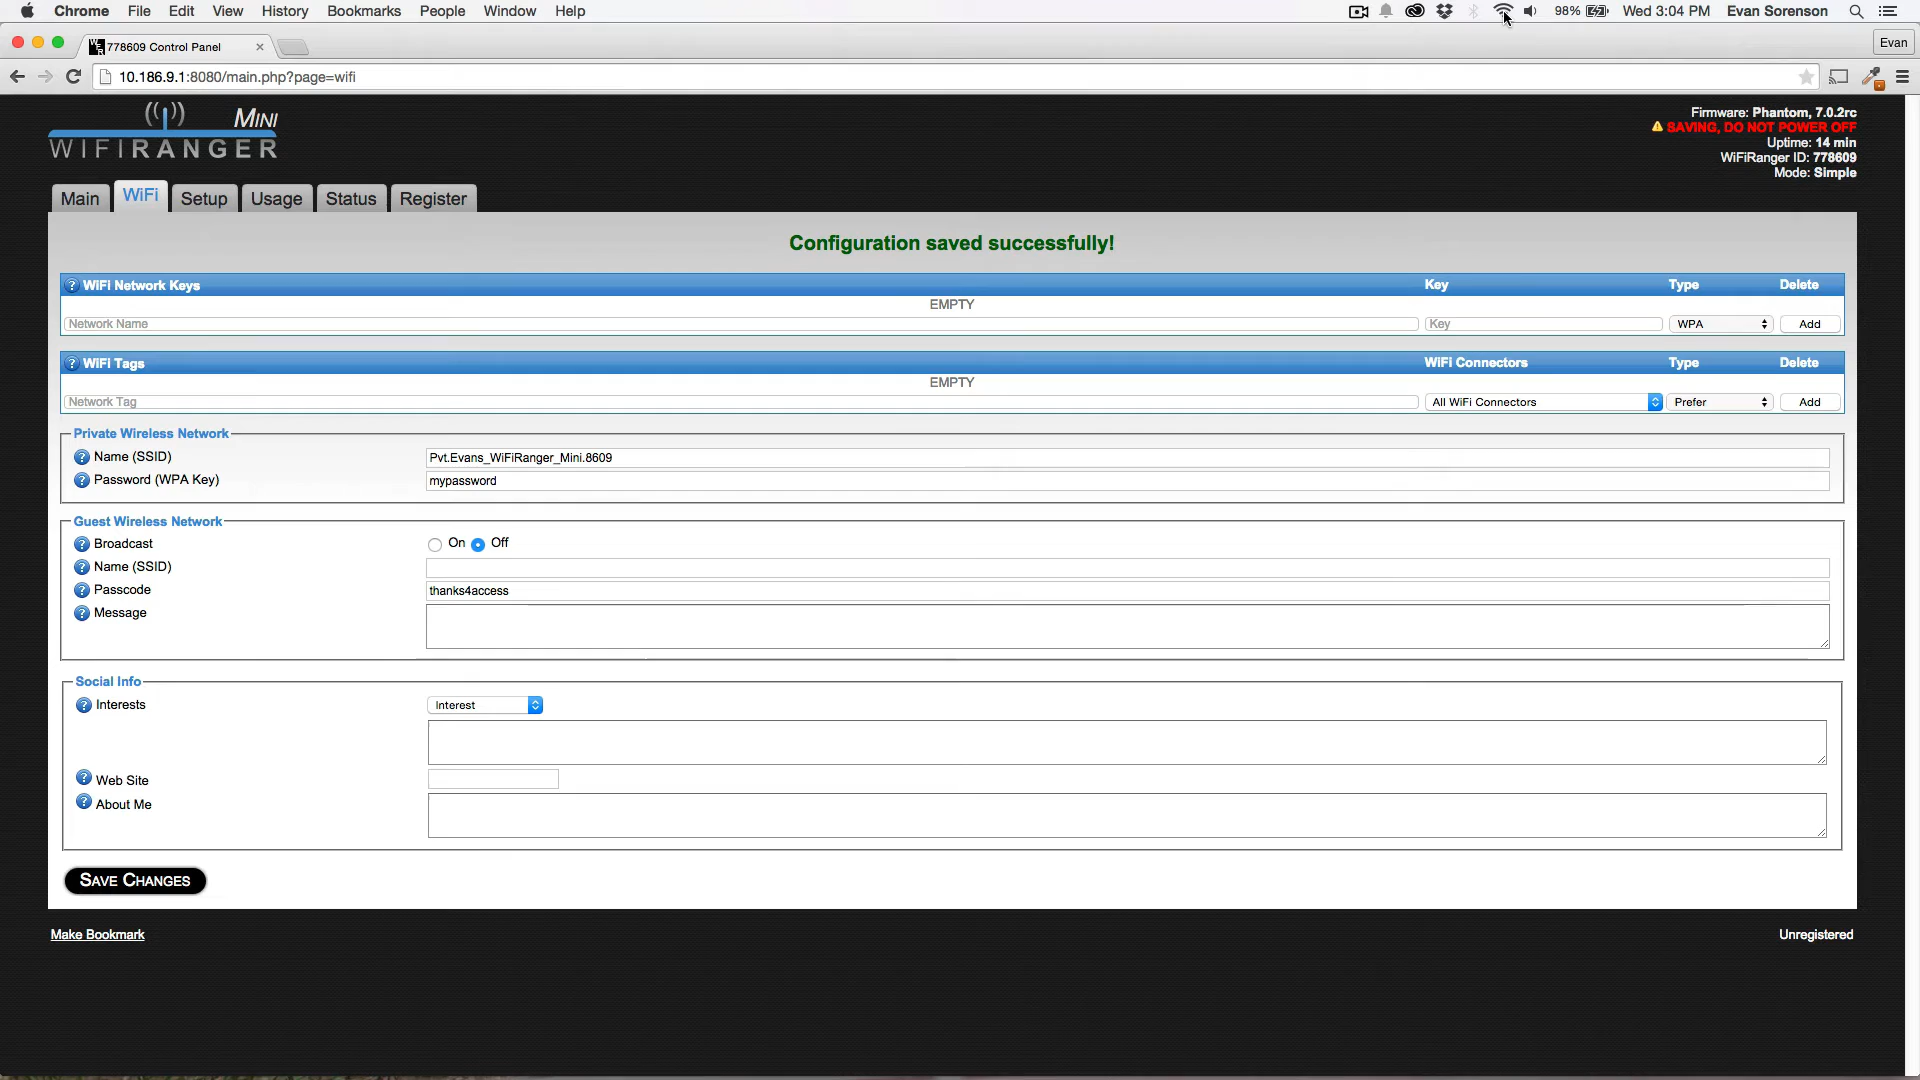 Chrome File Edit View History Bookmarks People Window Help 98% Wed 3:04 PM Evan Sorenson
778609 Control Panel Evan
10.186.9.1:8080/main.php?page=wifi
MINI
WIFIRANGER
Firmware: Phantom, 7.0.2rc
SAVING, DO NOT POWER OFF
Uptime: 14 min
WiFiRanger ID: 778609
Mode: Simple
Main WiFi Setup Usage Status Register
Configuration saved successfully!
? WiFi Network Keys Key Type Delete
EMPTY
Network Name Key WPA Add
? WiFi Tags WiFi Connectors Type Delete
EMPTY
Network Tag All WiFi Connectors Prefer Add
Private Wireless Network
? Name (SSID) Pvt.Evans_WiFiRanger_Mini.8609
? Password (WPA Key) mypassword
Guest Wireless Network
? Broadcast On Off
? Name (SSID)
? Passcode thanks4access
? Message
Social Info
? Interests Interest
? Web Site
? About Me
SAVE CHANGES
Make Bookmark Unregistered